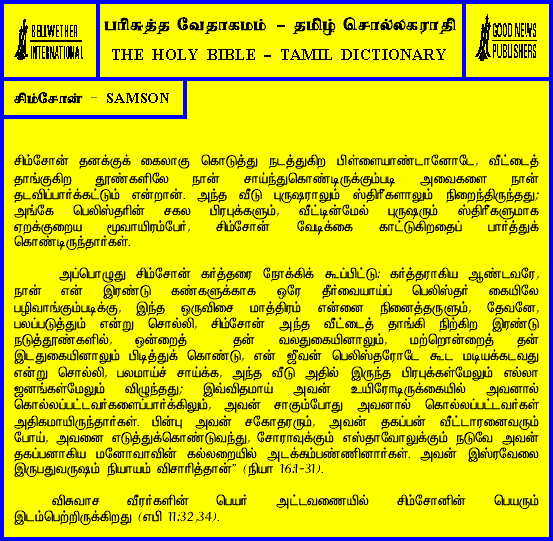 BELLWETHER
INTERNATIONAL
பரிசுத்த வேதாகமம் - தமிழ் சொல்லகராதி
THE HOLY BIBLE - TAMIL DICTIONARY
GOOD NEWS
PUBLISHERS
சிம்சோன் - SAMSON
சிம்சோன் தனக்குக் கைலாகு கொடுத்து நடத்துகிற பிள்ளையாண்டானோடே, வீட்டைத்
தாங்குகிற தூண்களிலே நான் சாய்ந்துகொண்டிருக்கும்படி அவைகளை நான்
தடவிப்பார்க்கட்டும் என்றான். அந்த வீடு புருஷராலும் ஸ்திரீகளாலும் நிறைந்திருந்தது;
அங்கே பெலிஸ்தரின் சகல பிரபுக்களும், வீட்டின்மேல் புருஷரும் ஸ்திரீகளுமாக
ஏறக்குறைய மூவாயிரம்பேர், சிம்சோன் வேடிக்கை காட்டுகிறதைப் பார்த்துக்
கொண்டிருந்தார்கள்.
அப்பொழுது சிம்சோன் கர்த்தரை நோக்கிக் கூப்பிட்டு: கர்த்தராகிய ஆண்டவரே,
நான் என் இரண்டு கண்களுக்காக ஒரே தீர்வையாய்ப் பெலிஸ்தர் கையிலே
பழிவாங்கும்படிக்கு, இந்த ஒருவிசை மாத்திரம் என்னை நினைத்தருளும், தேவனே,
பலப்படுத்தும் என்று சொல்லி, சிம்சோன் அந்த வீட்டைத் தாங்கி நிற்கிற இரண்டு
நடுத்தூண்களில், ஒன்றைத் தன் வலதுகையினாலும், மற்றொன்றைத் தன்
இடதுகையினாலும் பிடித்துக் கொண்டு, என் ஜீவன் பெலிஸ்தரோடே கூட மடியக்கடவது
என்று சொல்லி, பலமாய்ச் சாய்க்க, அந்த வீடு அதில் இருந்த பிரபுக்கள்மேலும் எல்லா
ஜனங்கள்மேலும் விழுந்தது; இவ்விதமாய் அவன் உயிரோடிருக்கையில் அவனால்
கொல்லப்பட்டவர்களைப்பார்க்கிலும், அவன் சாகும்போது அவனால் கொல்லப்பட்டவர்கள்
அதிகமாயிருந்தார்கள். பின்பு அவன் சகோதரரும், அவன் தகப்பன் வீட்டாரனைவரும்
போய், அவனை எடுத்துக்கொண்டுவந்து, சோராவுக்கும் எஸ்தாவோலுக்கும் நடுவே அவன்
தகப்பனாகிய மனோவாவின் கல்லறையில் அடக்கம்பண்ணினார்கள். அவன் இஸ்ரவேலை
இருபதுவருஷம் நியாயம் விசாரித்தான்" (நியா 16:1-31).
விசுவாச வீரர்களின் பெயர் அட்டவணையில் சிம்சோனின் பெயரும்
இடம்பெற்றிருக்கிறது (எபி 11:32,34).